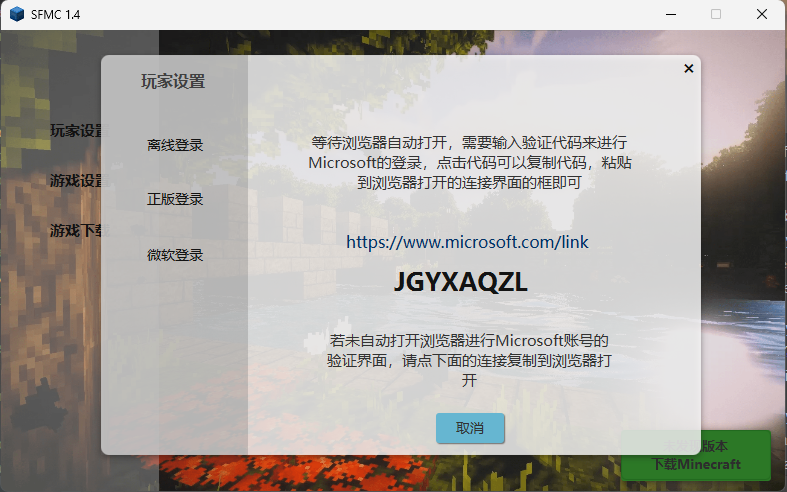 SFMC 1.4
玩家设置
玩家设置
游戏设置
游戏下载
离线登录
正版登录
微软登录
等待浏览器自动打开，需要输入验证代码来进行
Microsoft的登录，点击代码可以复制代码，粘贴
到浏览器打开的连接界面的框即可
https://www.microsoft.com/link
JGYXAQZL
若未自动打开浏览器进行Microsoft账号的
验证界面，请点下面的连接复制到浏览器打
开
取消
版本
下载Minecraft